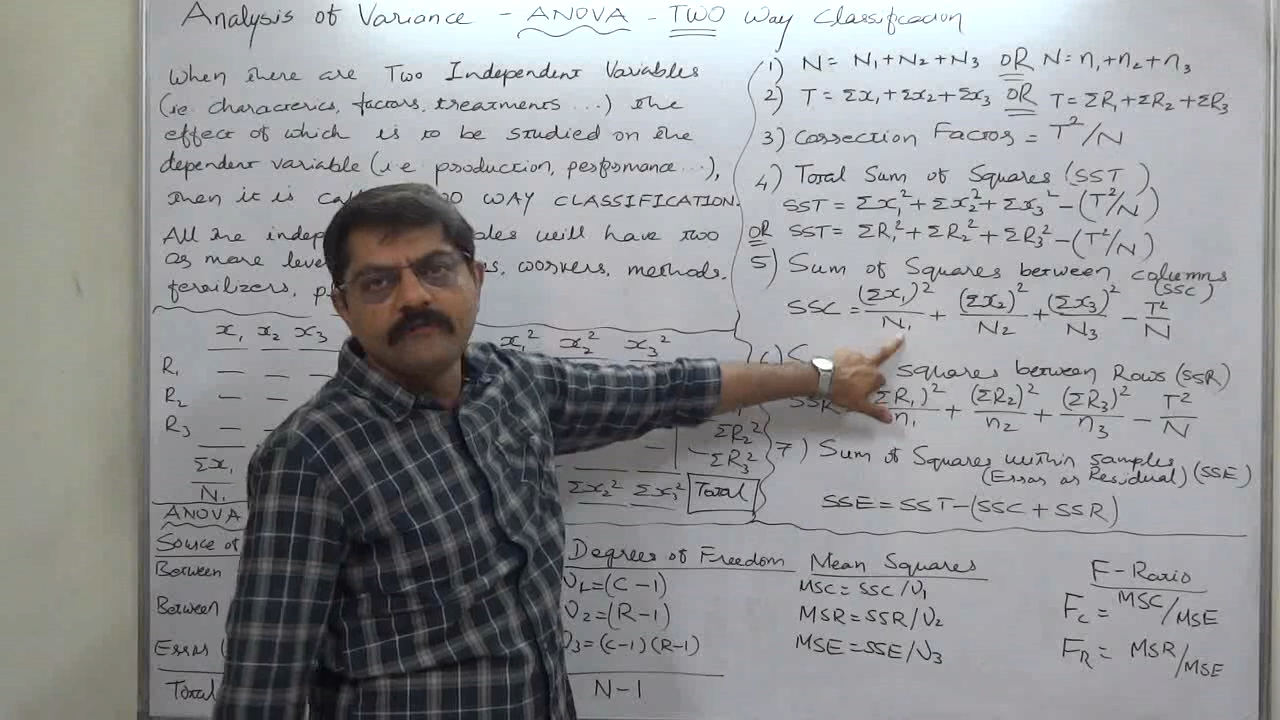 Analysis of Variance - ANOVA - TWO Way Classification
When there are Two Independent Variables
(i.e. characterics, factors, treatments ...) the
effect of which is to be studied on the
dependent variable (i.e production, performance ...),
then it is WAY CLASSIFICATION.
All the will have two
or more workers, methods,
fertilizers,
x₁ x₂ x₃ x₁² x₂² x₃²
R₁ — —
R₂ — —
R₃ ΣR₂²
ΣR₃²
Σx₁ Σx₂² Σx₃² Total
N₁
1) N = N₁+N₂+N₃ OR N = n₁+n₂+n₃
2) T = Σx₁+Σx₂+Σx₃ OR T = ΣR₁+ΣR₂+ΣR₃
3) Correction Factor = T²/N
4) Total Sum of Squares (SST)
SST = Σx₁²+Σx₂²+Σx₃²-(T²/N)
OR SST = ΣR₁²+ΣR₂²+ΣR₃²-(T²/N)
5) Sum of Squares between columns (SSC)
SSC = (Σx₁)²/N₁ + (Σx₂)²/N₂ + (Σx₃)²/N₃ - T²/N
squares between Rows (SSR)
SSR (ΣR₁)²/n₁ + (ΣR₂)²/n₂ + (ΣR₃)²/n₃ - T²/N
7) Sum of Squares within samples
(Error or Residual) (SSE)
SSE = SST-(SSC + SSR)
ANOVA
Source of Degrees of Freedom Mean Squares F-Ratio
Between ν₁=(C-1) MSC = SSC/ν₁ F_C = MSC/MSE
Between ν₂=(R-1) MSR = SSR/ν₂
Error ν₃=(C-1)(R-1) MSE = SSE/ν₃ F_R = MSR/MSE
Total N-1